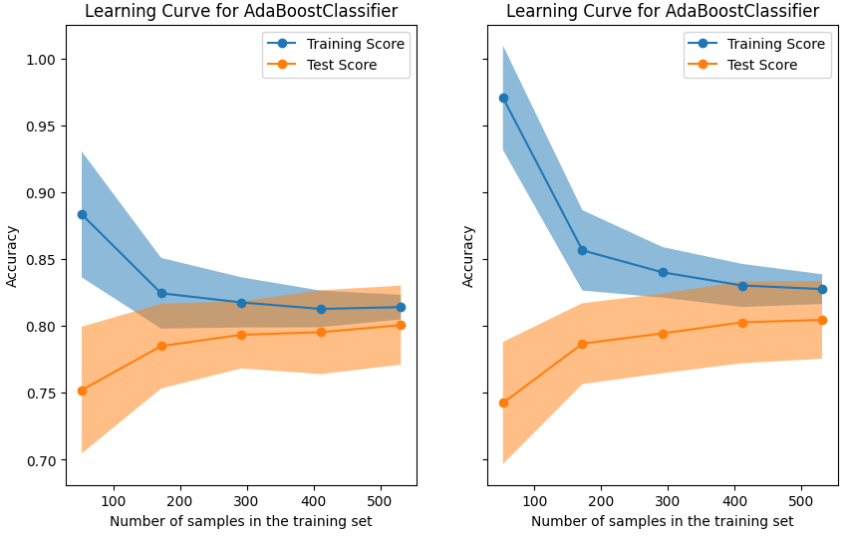 Learning Curve for AdaBoostClassifier
Training Score
Test Score
1.00
0.95
0.90
0.85
0.80
0.75
0.70
Accuracy
100 200 300 400 500
Number of samples in the training set
Learning Curve for AdaBoostClassifier
Training Score
Test Score
Accuracy
100 200 300 400 500
Number of samples in the training set